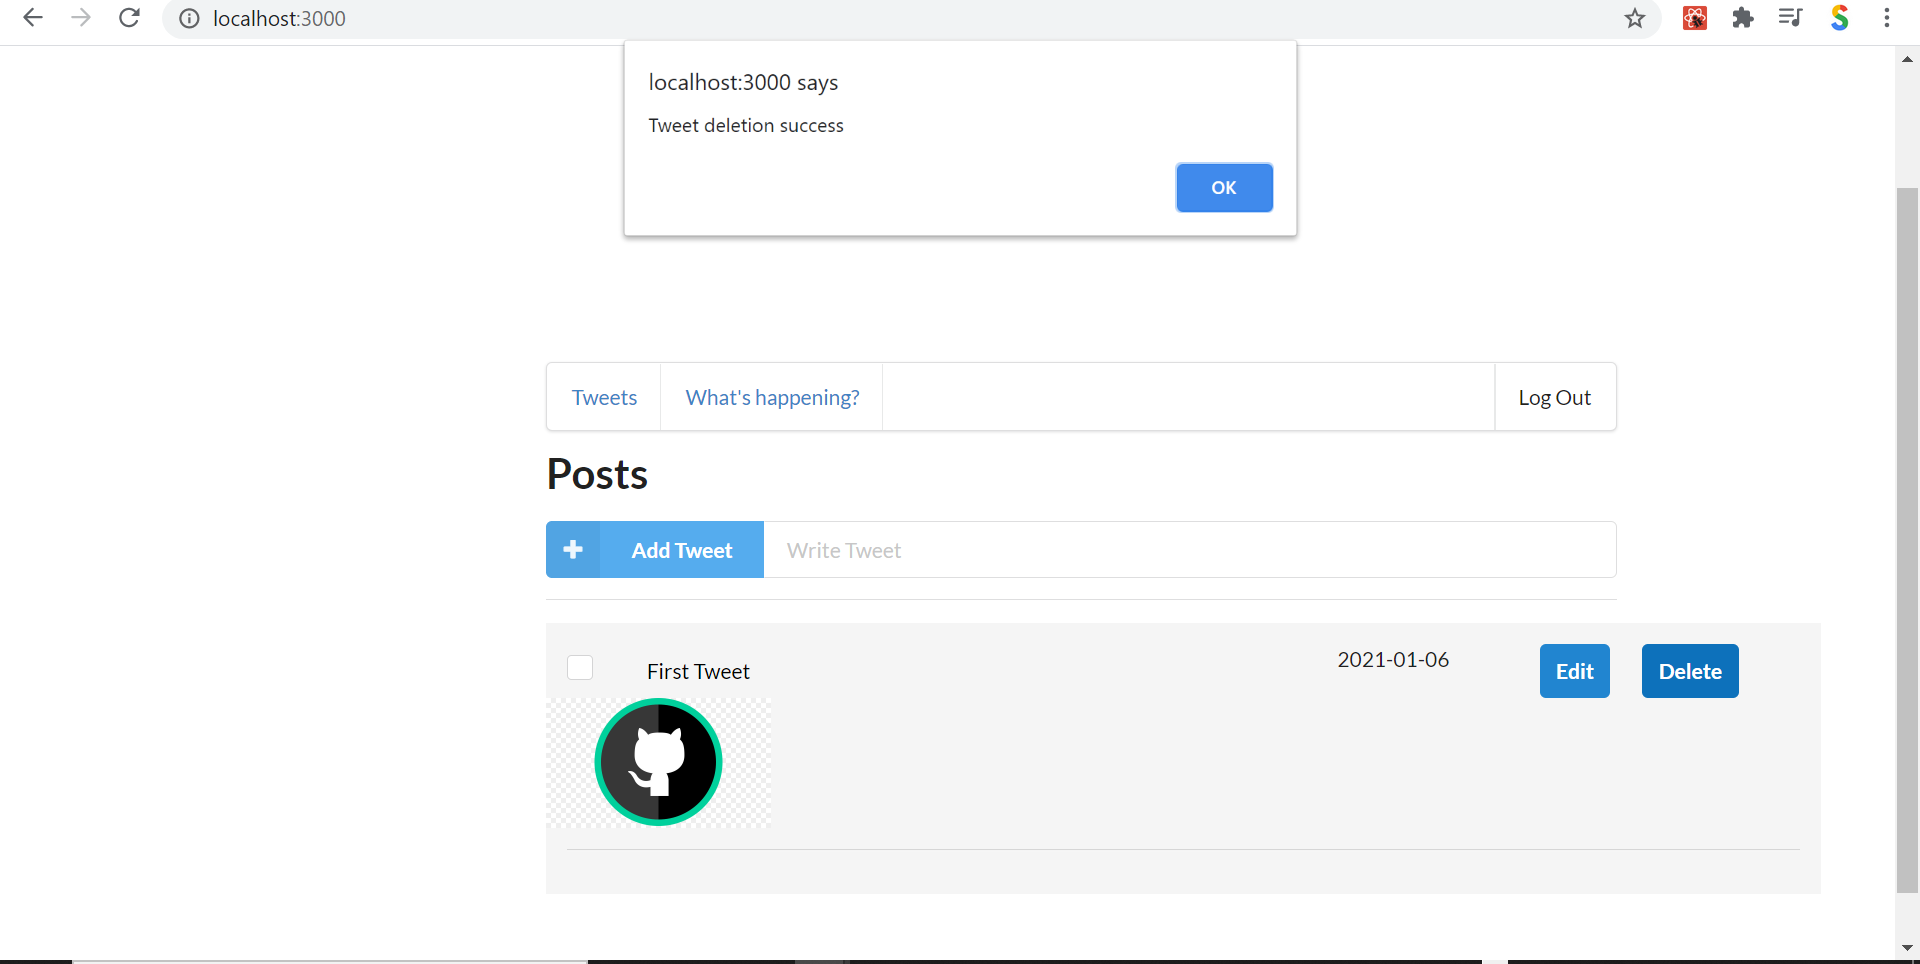 localhost:3000
localhost:3000 says
Tweet deletion success
OK
Tweets What's happening? Log Out
Posts
Add Tweet Write Tweet
First Tweet 2021-01-06 Edit Delete